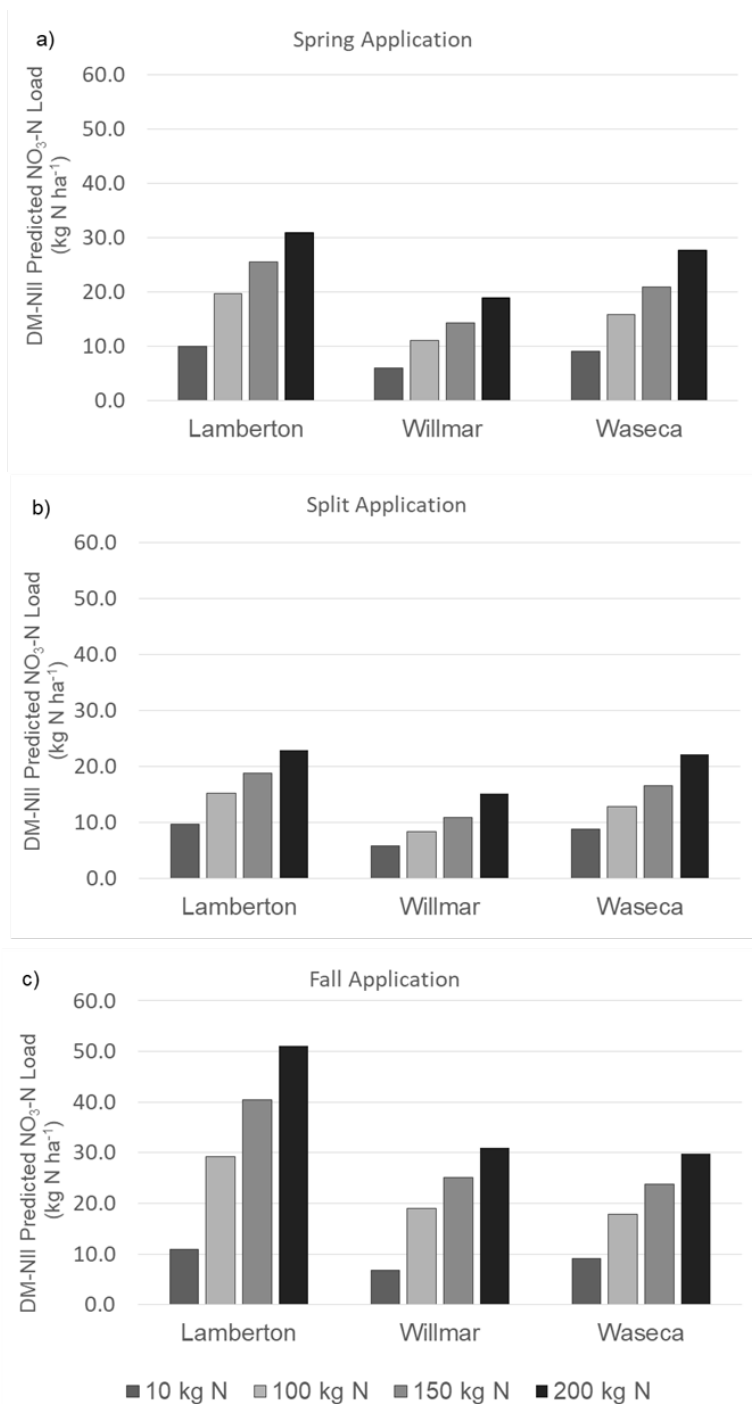 a)
Spring Application
DM-NII Predicted NO₃-N Load
(kg N ha⁻¹)
60.0
50.0
40.0
30.0
20.0
10.0
0.0
Lamberton Willmar Waseca
b)
Split Application
DM-NII Predicted NO₃-N Load
(kg N ha⁻¹)
60.0
50.0
40.0
30.0
20.0
10.0
0.0
Lamberton Willmar Waseca
c)
Fall Application
DM-NII Predicted NO₃-N Load
(kg N ha⁻¹)
60.0
50.0
40.0
30.0
20.0
10.0
0.0
Lamberton Willmar Waseca
10 kg N 100 kg N 150 kg N 200 kg N